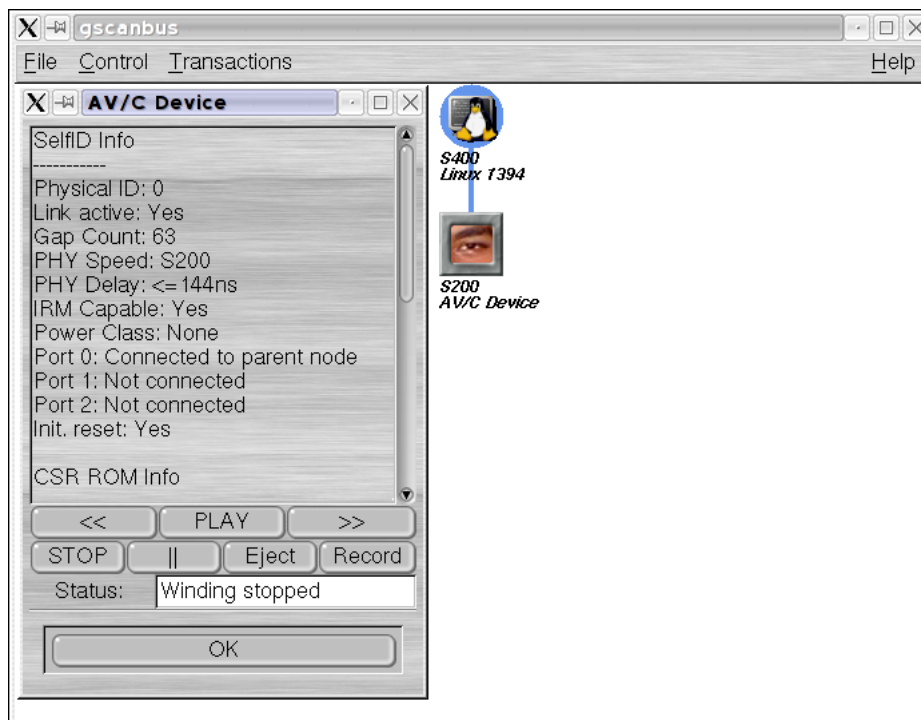 gscanbus
File Control Transactions Help
AV/C Device
SelfID Info
-----------
Physical ID: 0
Link active: Yes
Gap Count: 63
PHY Speed: S200
PHY Delay: <= 144ns
IRM Capable: Yes
Power Class: None
Port 0: Connected to parent node
Port 1: Not connected
Port 2: Not connected
Init. reset: Yes
CSR ROM Info
<< PLAY >>
STOP || Eject Record
Status: Winding stopped
OK
S400
Linux 1394
S200
AV/C Device